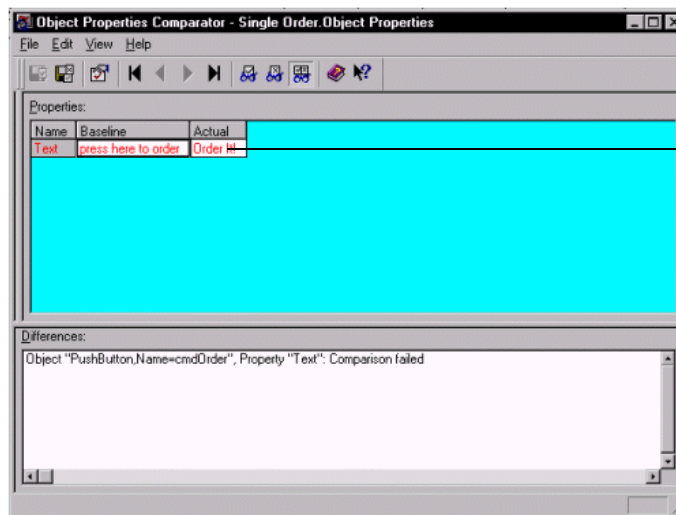 Object Properties Comparator - Single Order.Object Properties
File Edit View Help
Properties:
Name Baseline Actual
Text press here to order Order It!
Differences:
Object "PushButton,Name=cmdOrder", Property "Text": Comparison failed